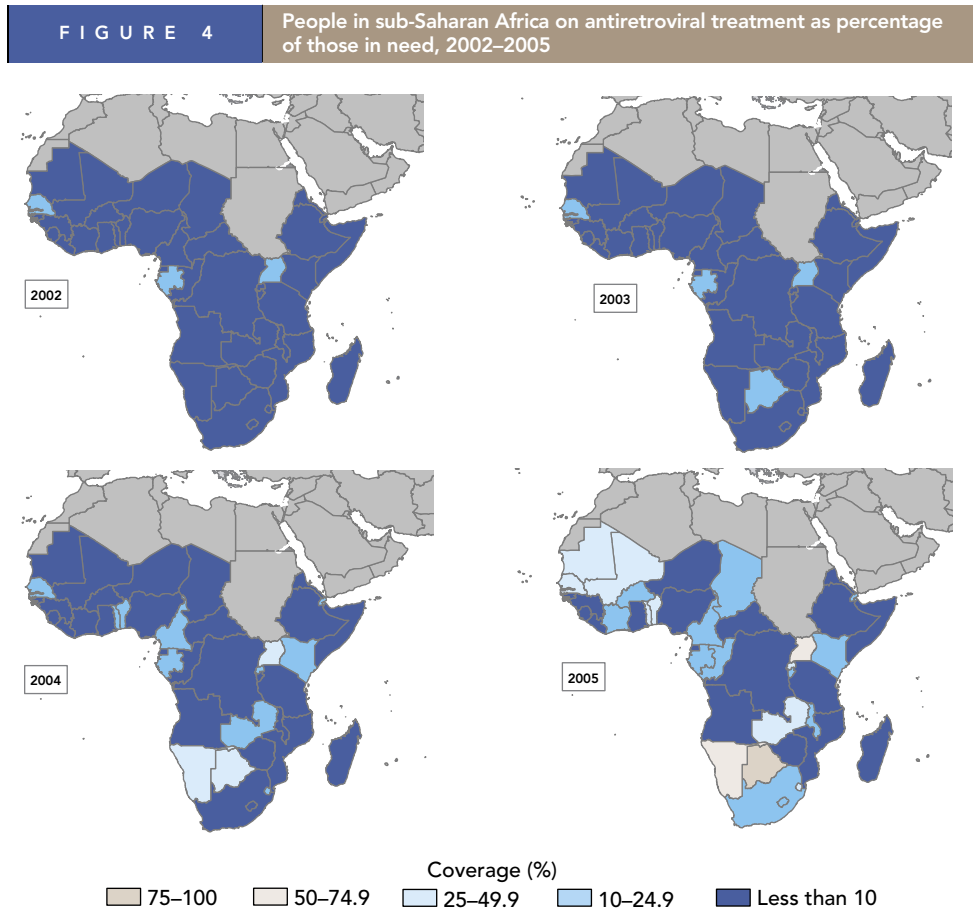 FIGURE 4
People in sub-Saharan Africa on antiretroviral treatment as percentage
of those in need, 2002–2005
2002
2003
2004
2005
Coverage (%)
75–100
50–74.9
25–49.9
10–24.9
Less than 10